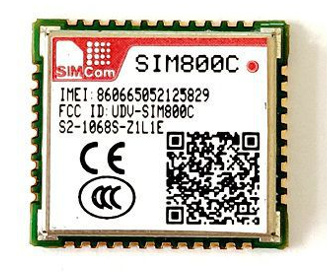 SIMCom
SIM800C
IMEI:860665052125829
FCC ID:UDV-SIM800C
S2-1068S-Z1L1E
CE
CCC